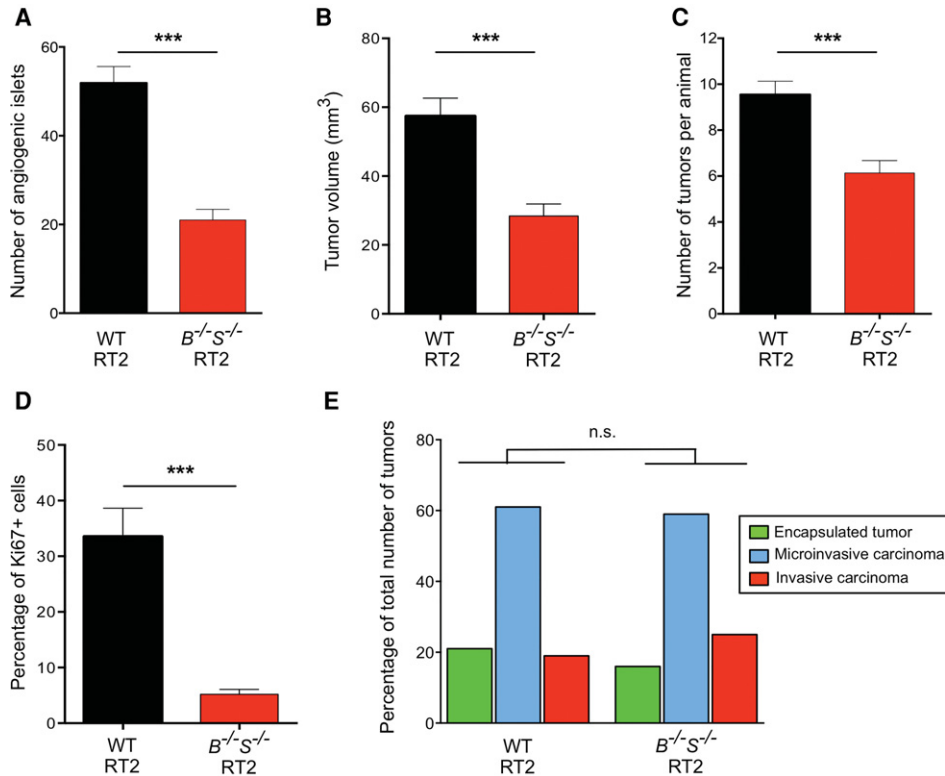 A
Number of angiogenic islets
60
40
20
0
***
WT
RT2
B-/-S-/-
RT2
B
Tumor volume (mm3)
80
60
40
20
0
***
WT
RT2
B-/-S-/-
RT2
C
Number of tumors per animal
12
10
8
6
4
2
0
***
WT
RT2
B-/-S-/-
RT2
D
Percentage of Ki67+ cells
50
40
30
20
10
0
***
WT
RT2
B-/-S-/-
RT2
E
Percentage of total number of tumors
80
60
40
20
0
n.s.
WT
RT2
B-/-S-/-
RT2
Encapsulated tumor
Microinvasive carcinoma
Invasive carcinoma